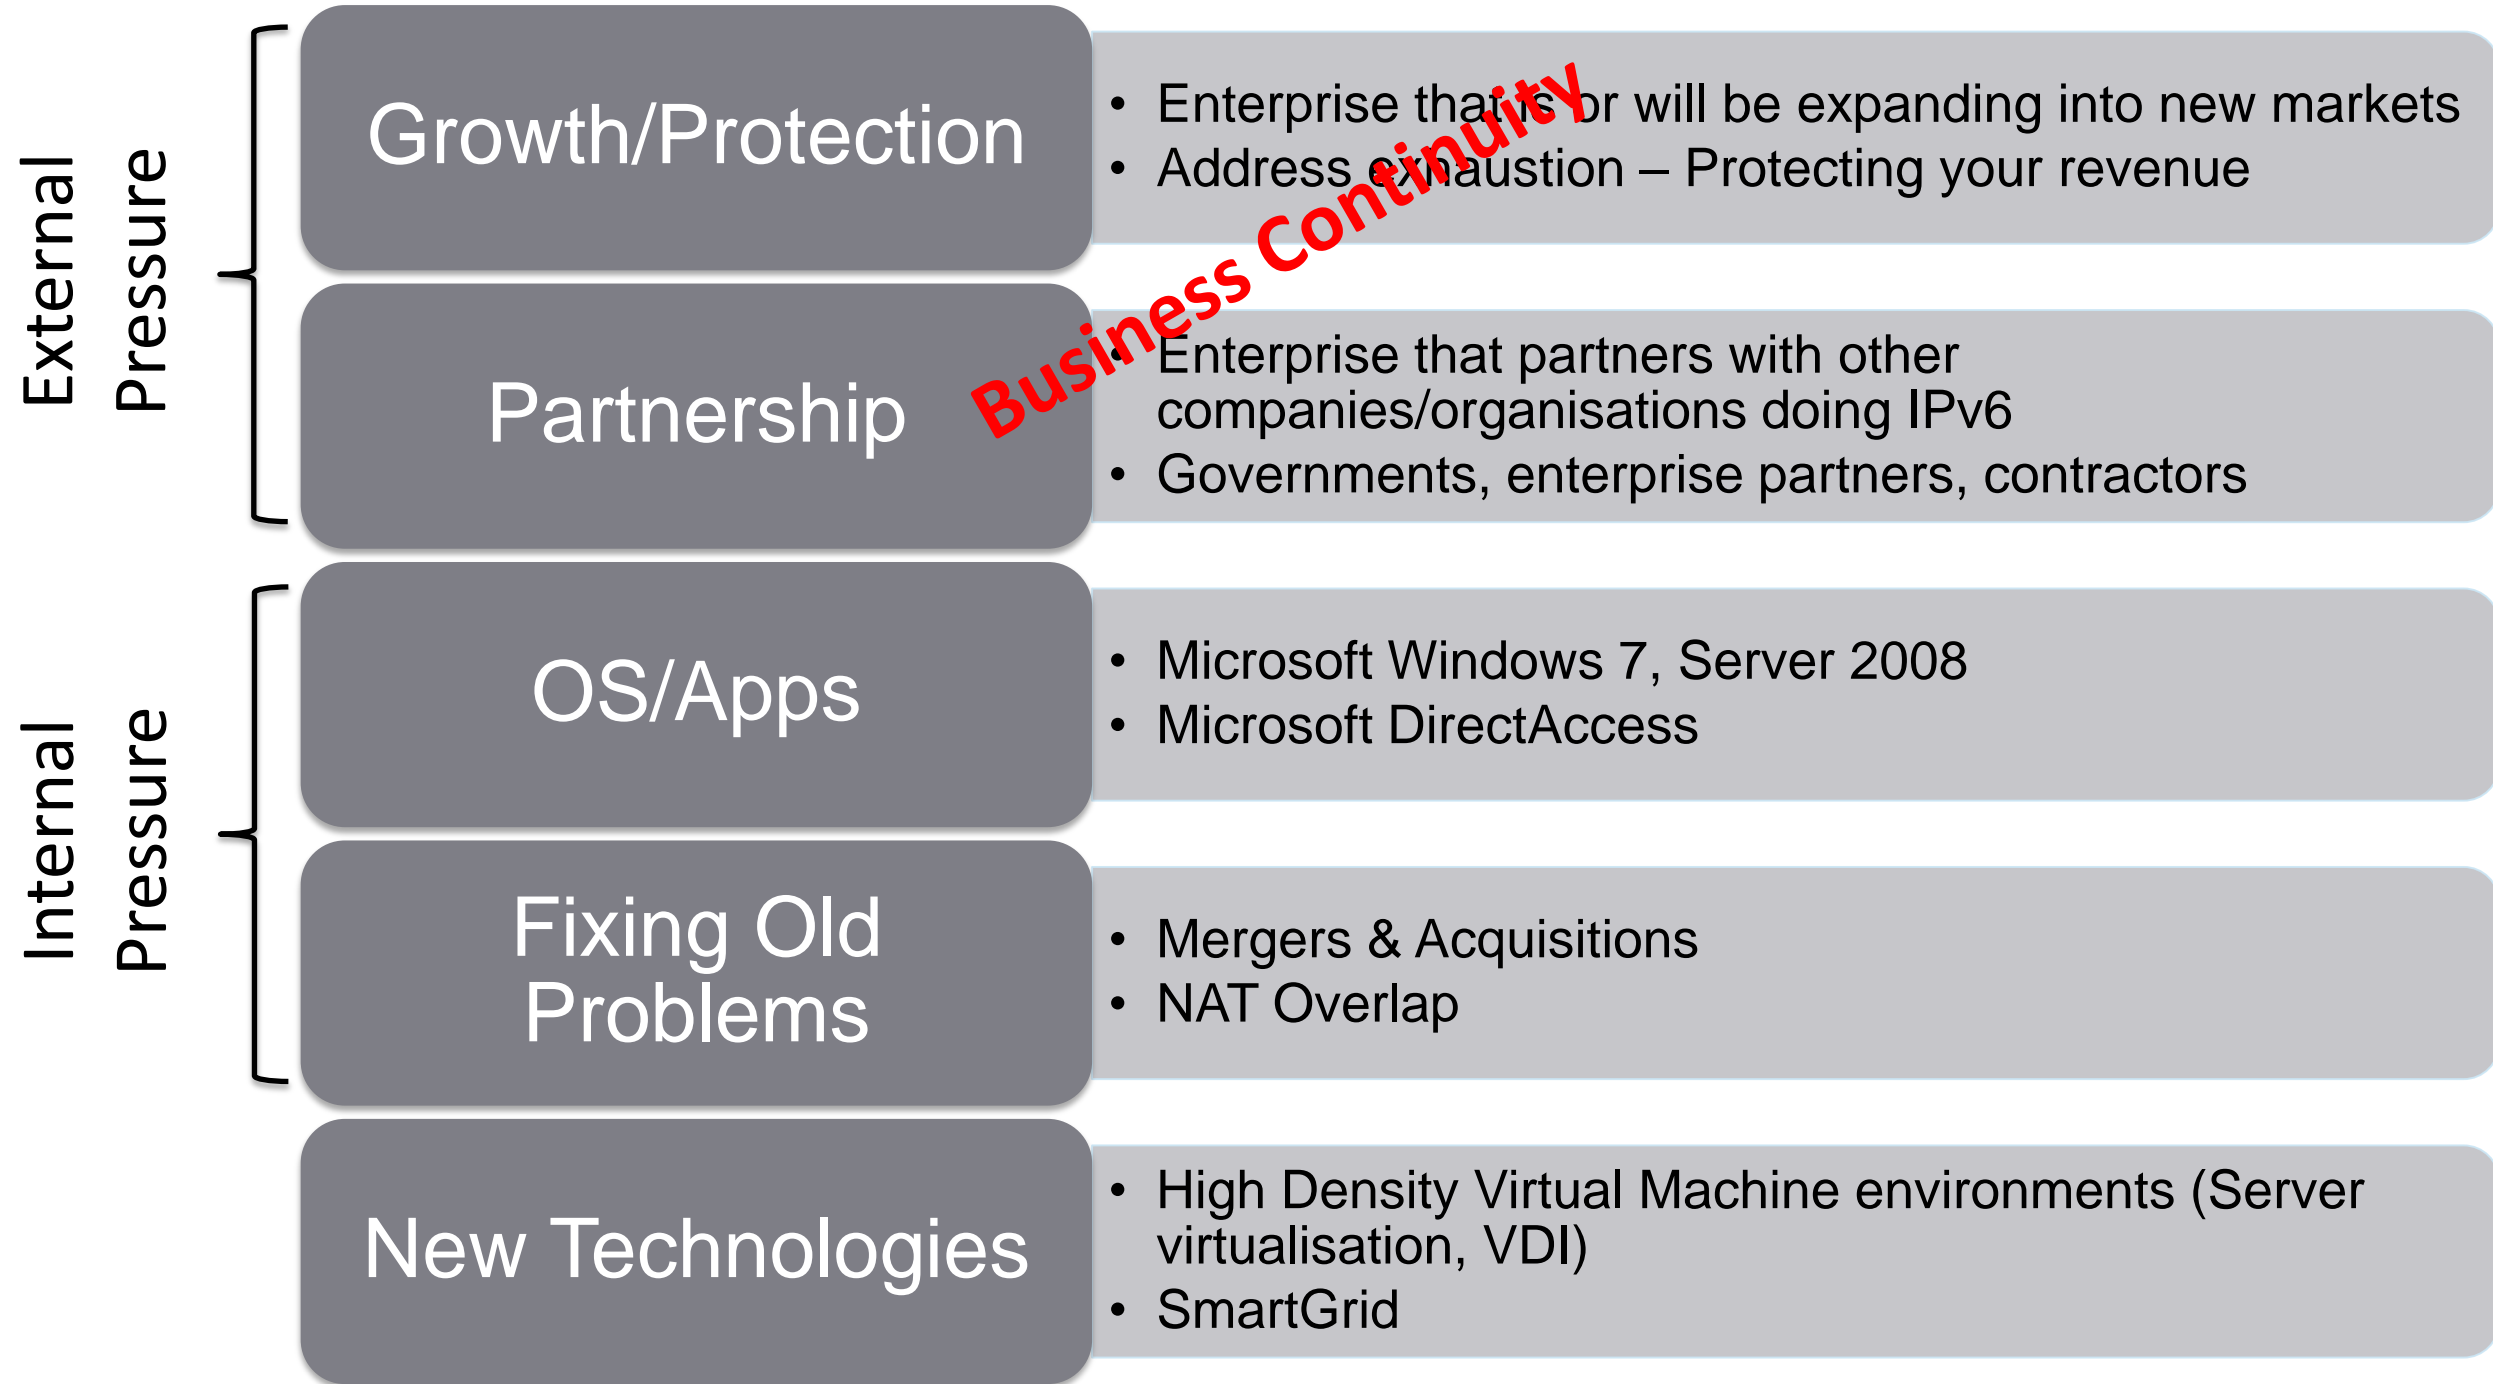 External
Pressure
Growth/Protection
• Enterprise that is or will be expanding into new markets
• Address exhaustion – Protecting your revenue
Business Continuity
Partnership
• Enterprise that partners with other
companies/organisations doing IPv6
• Governments, enterprise partners, contractors
Internal
Pressure
OS/Apps
• Microsoft Windows 7, Server 2008
• Microsoft DirectAccess
Fixing Old
Problems
• Mergers & Acquisitions
• NAT Overlap
New Technologies
• High Density Virtual Machine environments (Server
virtualisation, VDI)
• SmartGrid